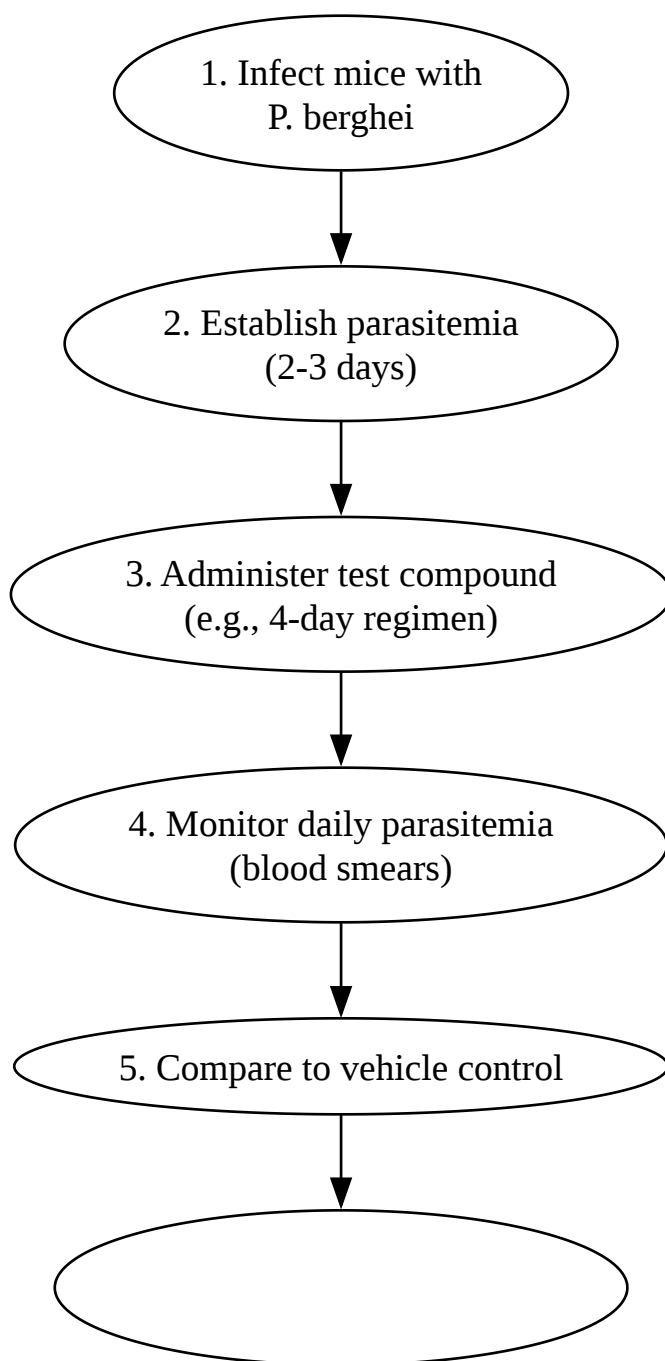 1. Infect mice with
P. berghei
2. Establish parasitemia
(2-3 days)
3. Administer test compound
(e.g., 4-day regimen)
4. Monitor daily parasitemia
(blood smears)
5. Compare to vehicle control